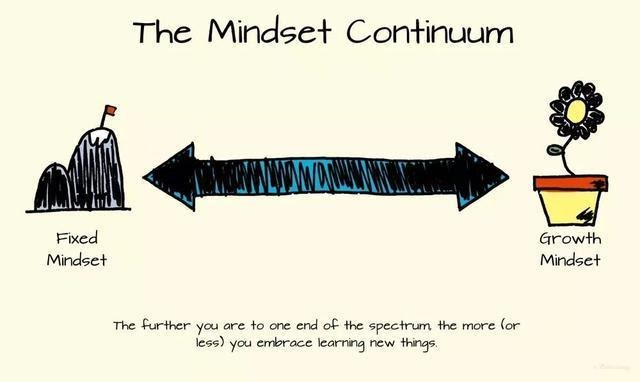 The Mindset Continuum
Fixed
Mindset
Growth
Mindset
The further you are to one end of the spectrum, the more (or
less) you embrace learning new things.